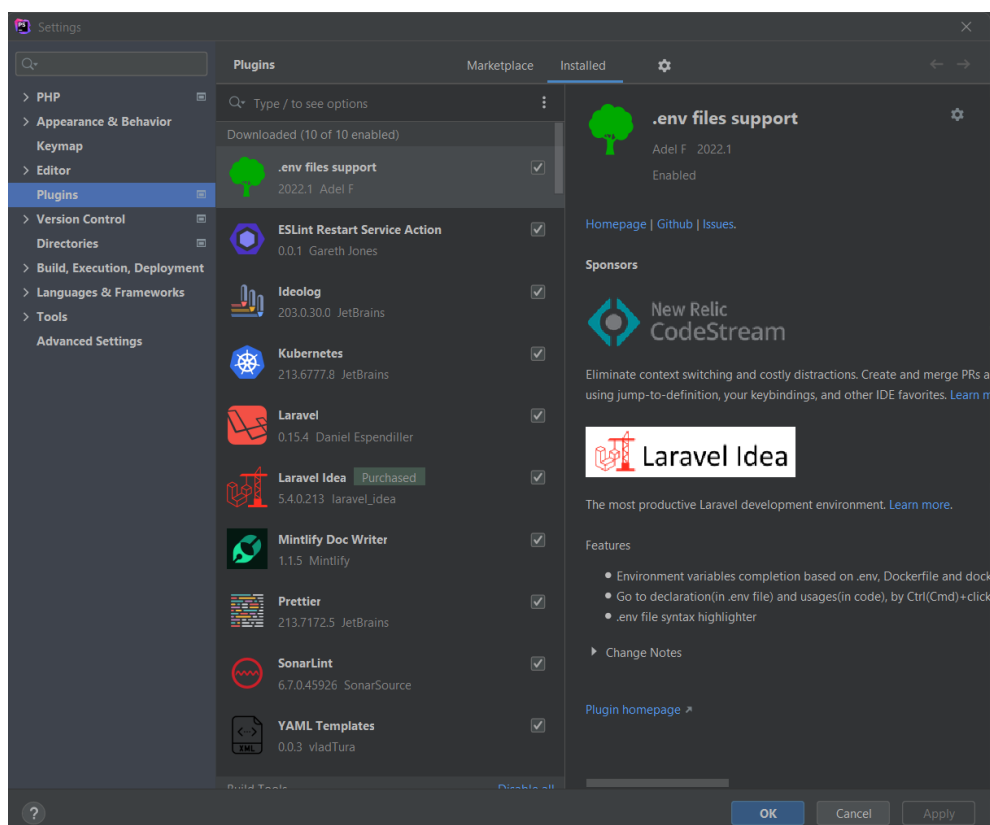 PS Settings
PHP
Appearance & Behavior
Keymap
Editor
Plugins
Version Control
Directories
Build, Execution, Deployment
Languages & Frameworks
Tools
Advanced Settings
Plugins Marketplace Installed
Type / to see options
Downloaded (10 of 10 enabled)
.env files support
2022.1 Adel F
ESLint Restart Service Action
0.0.1 Gareth Jones
Ideolog
203.0.30.0 JetBrains
Kubernetes
213.6777.8 JetBrains
Laravel
0.15.4 Daniel Espendiller
Laravel Idea Purchased
5.4.0.213 laravel_idea
Mintlify Doc Writer
1.1.5 Mintlify
Prettier
213.7172.5 JetBrains
SonarLint
6.7.0.45926 SonarSource
YAML Templates
XML
0.0.3 vladTura
Build Tools Disable all
.env files support
Adel F 2022.1
Enabled
Homepage | Github | Issues.
Sponsors
New Relic
CodeStream
Eliminate context switching and costly distractions. Create and merge PRs a
using jump-to-definition, your keybindings, and other IDE favorites. Learn m
Laravel Idea
The most productive Laravel development environment. Learn more.
Features
Environment variables completion based on .env, Dockerfile and dock
Go to declaration(in .env file) and usages(in code), by Ctrl(Cmd)+click
.env file syntax highlighter
Change Notes
Plugin homepage
? OK Cancel Apply